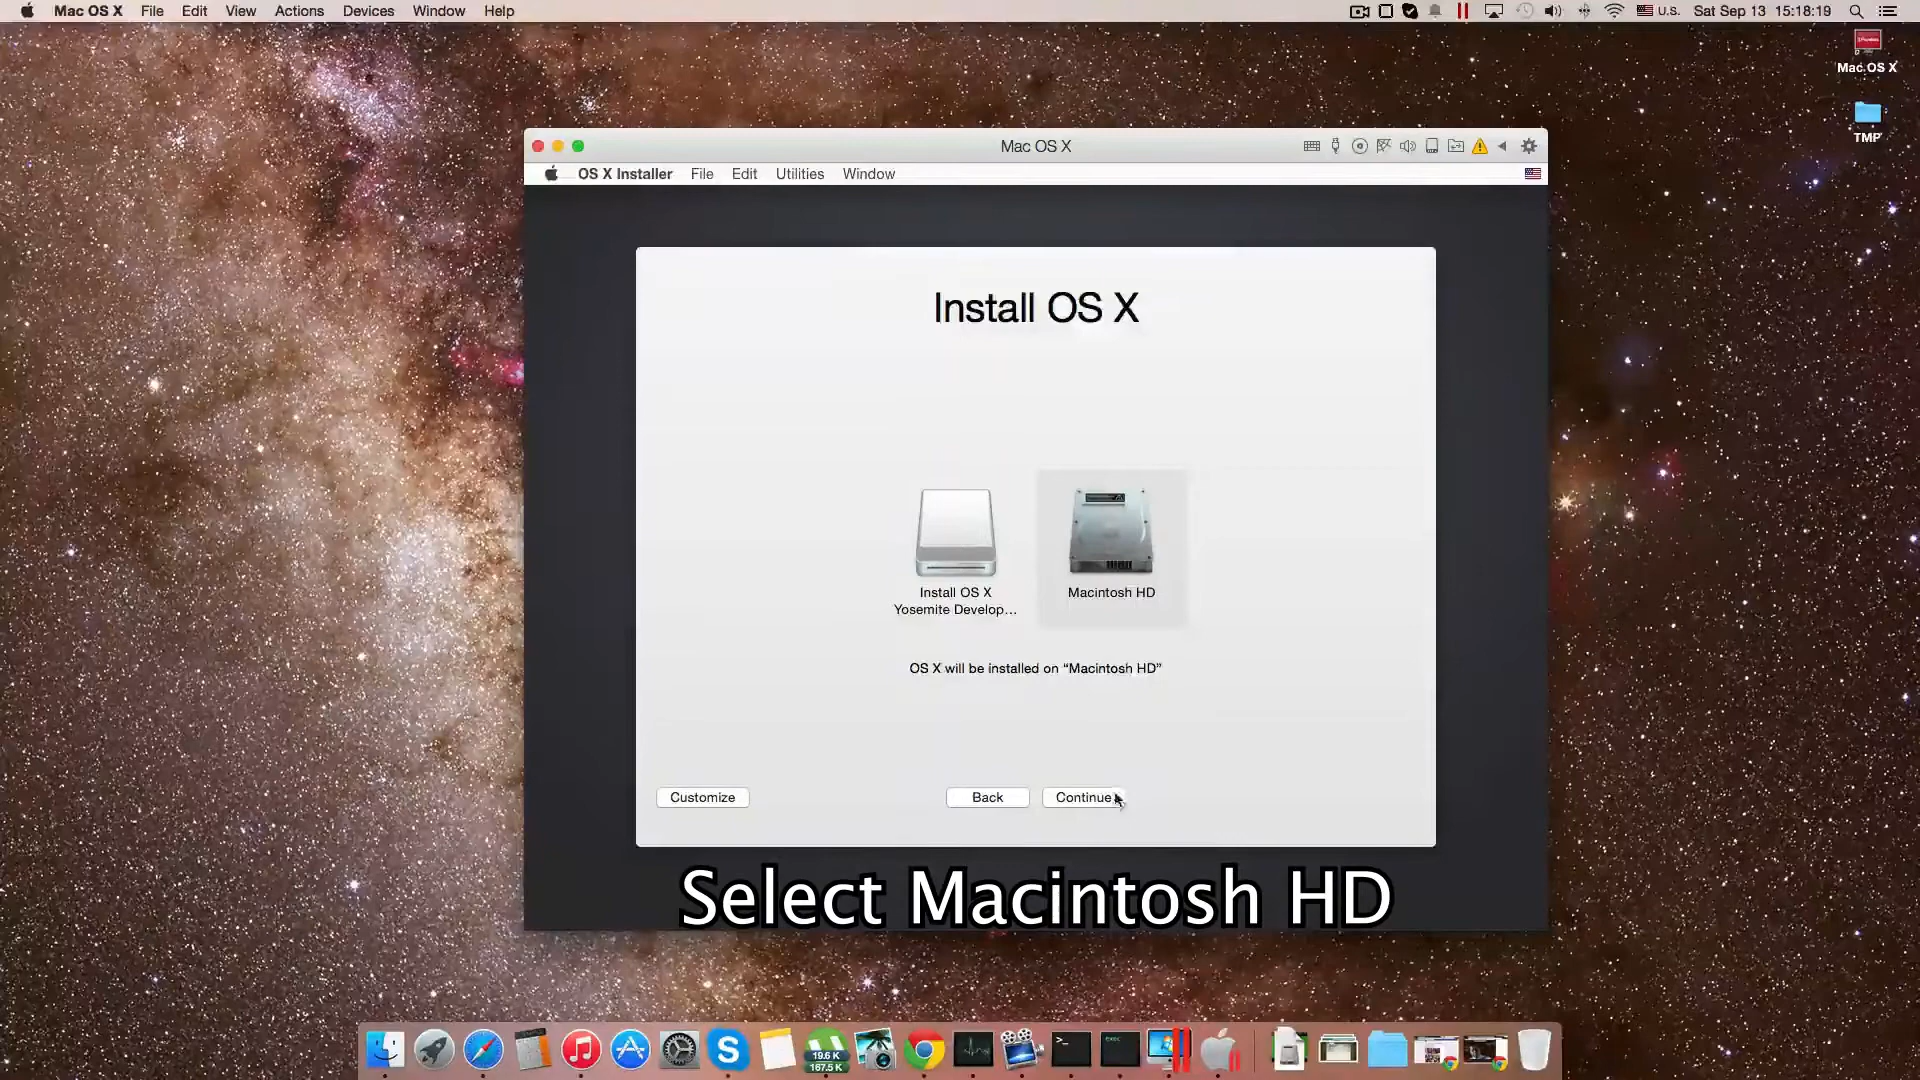 Mac OS X File Edit View Actions Devices Window Help U.S. Sat Sep 13 15:18:19
Mac OS X
TMP
Mac OS X
OS X Installer File Edit Utilities Window
Install OS X
Install OS X
Yosemite Develop...
Macintosh HD
OS X will be installed on “Macintosh HD”
Customize Back Continue
Select Macintosh HD
19.6 K
167.5 K